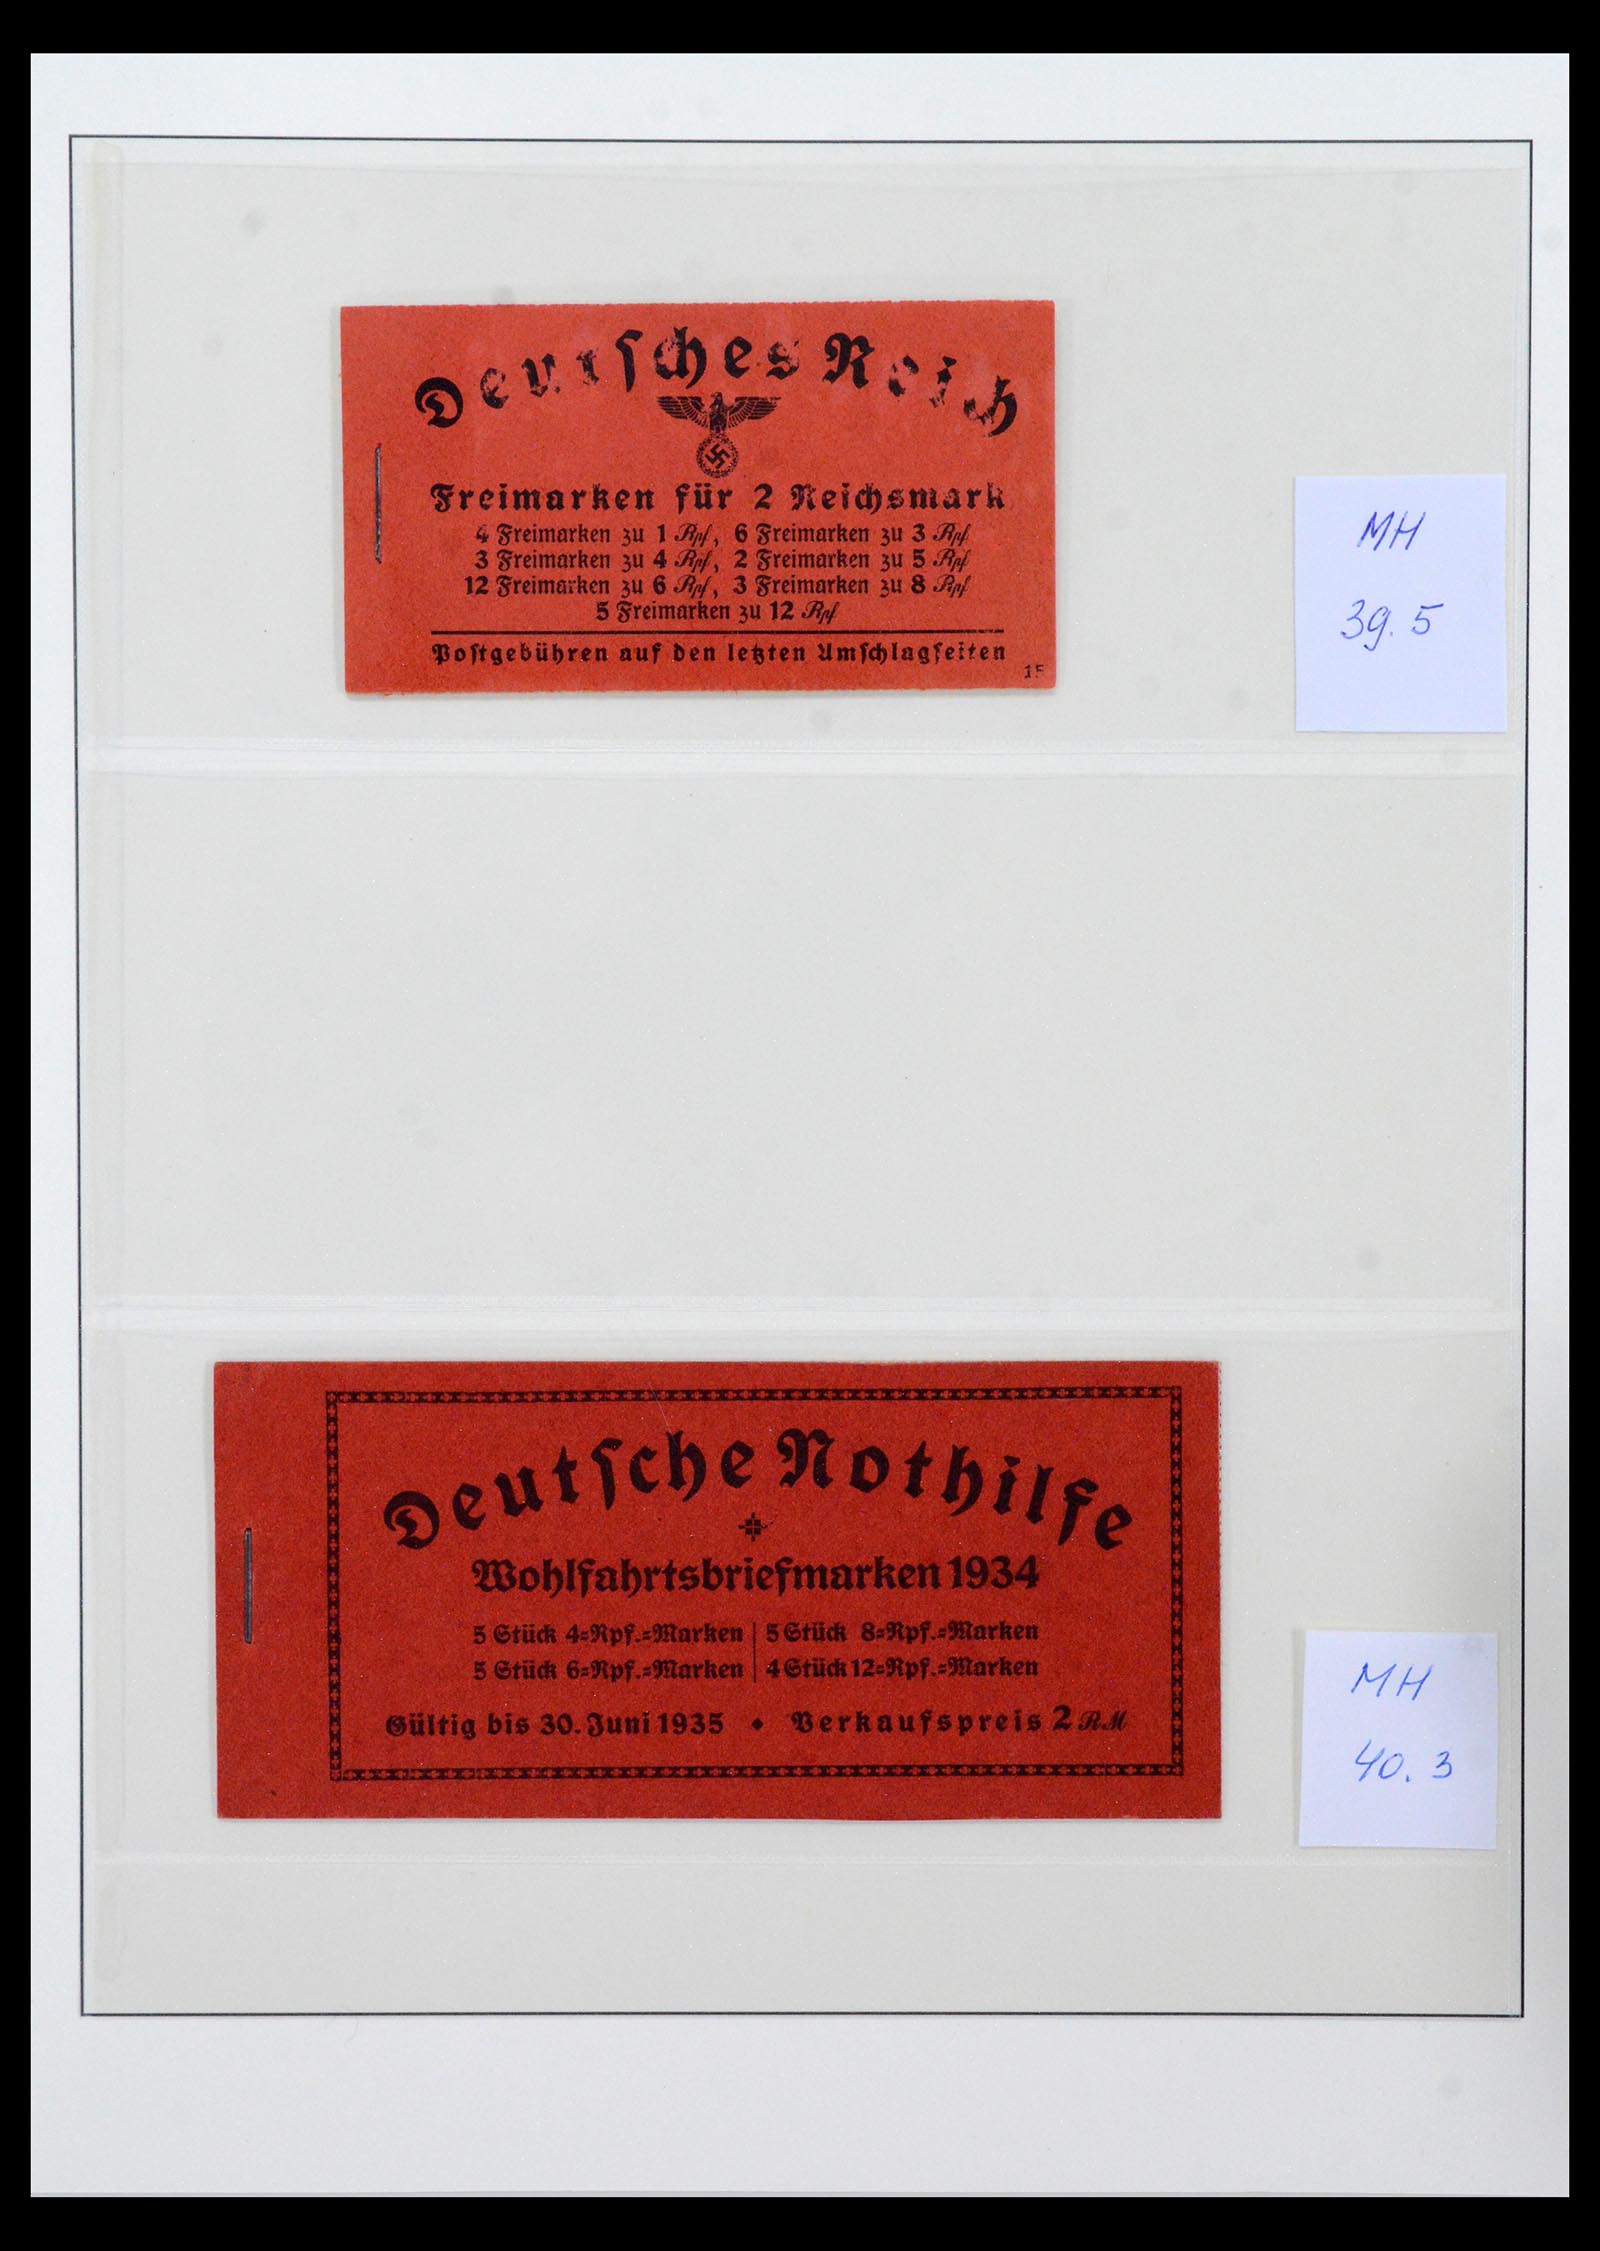 Deutsches Reich
Freimarken für 2 Reichsmark
4 Freimarken zu 1 Rpf, 6 Freimarken zu 3 Rpf
3 Freimarken zu 4 Rpf, 2 Freimarken zu 5 Rpf
12 Freimarken zu 6 Rpf, 3 Freimarken zu 8 Rpf
5 Freimarken zu 12 Rpf
Postgebühren auf den letzten Umschlagseiten
15
MH
39.5
Deutsche Nothilfe
Wohlfahrtsbriefmarken 1934
5 Stück 4=Rpf.=Marken | 5 Stück 8=Rpf.=Marken
5 Stück 6=Rpf.=Marken | 4 Stück 12=Rpf.=Marken
Gültig bis 30. Juni 1935 • Verkaufspreis 2 RM
MH
40.3